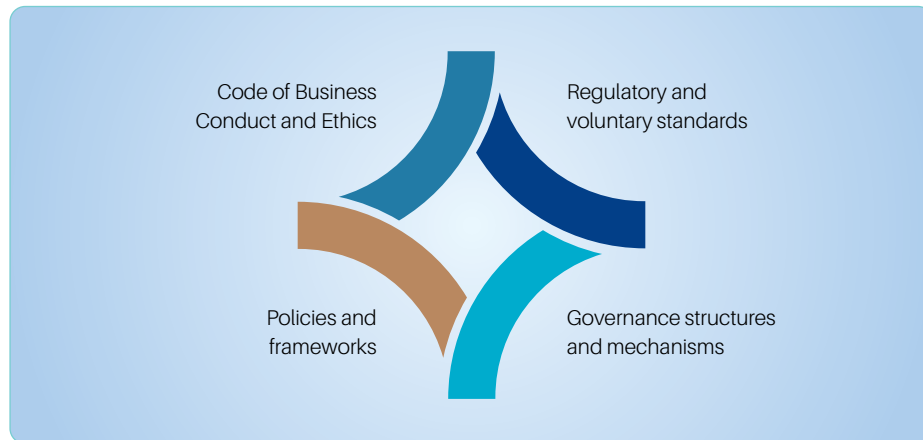 Code of Business
Conduct and Ethics
Regulatory and
voluntary standards
Policies and
frameworks
Governance structures
and mechanisms